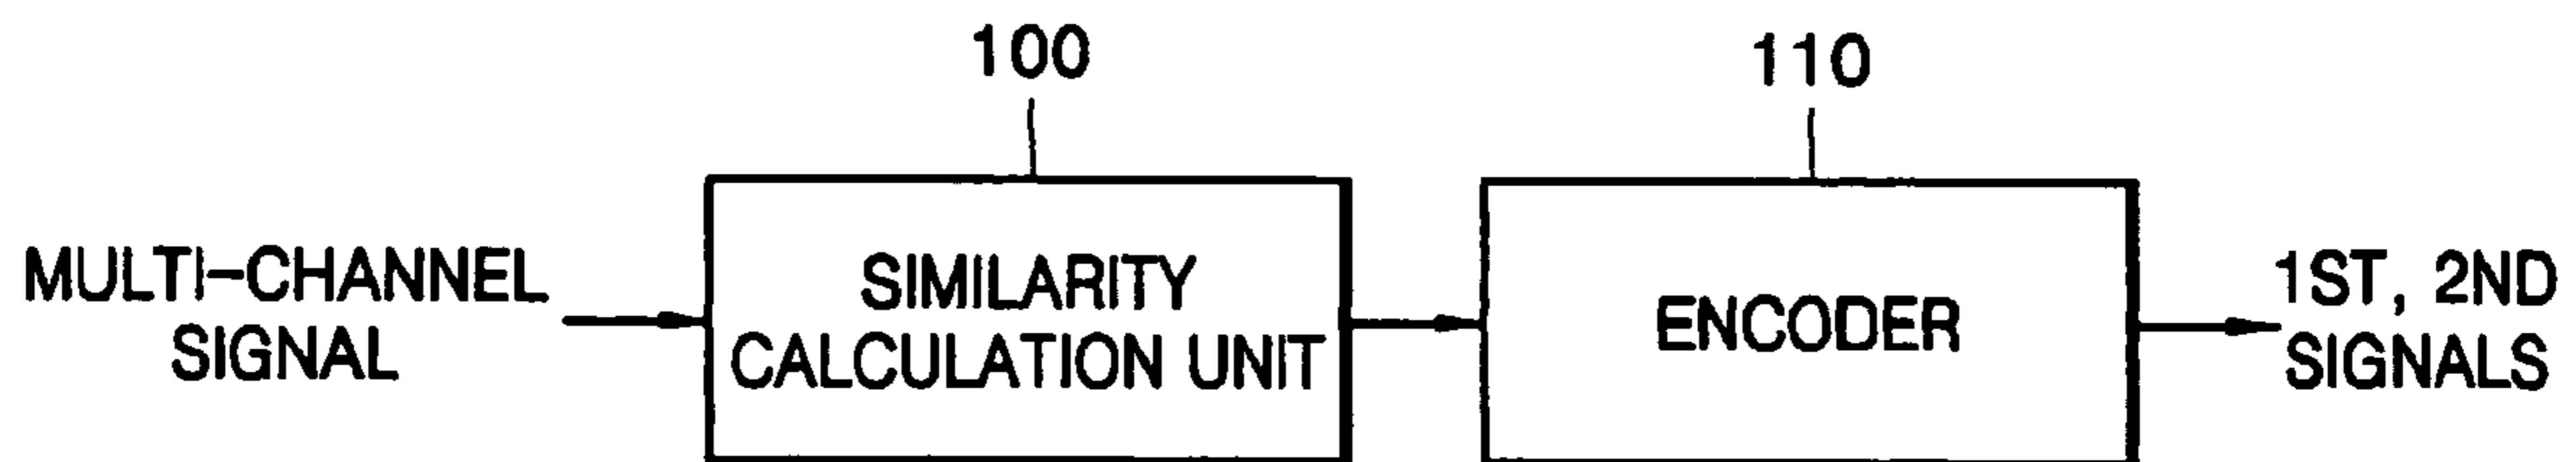 100
110
MULTI-CHANNEL
SIGNAL
SIMILARITY
CALCULATION UNIT
ENCODER
1ST, 2ND
SIGNALS